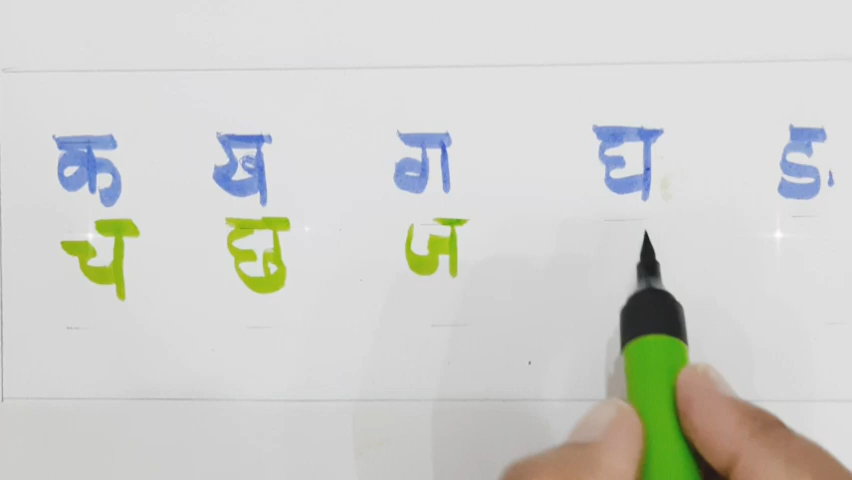 क ख ग घ ङ
च छ ज